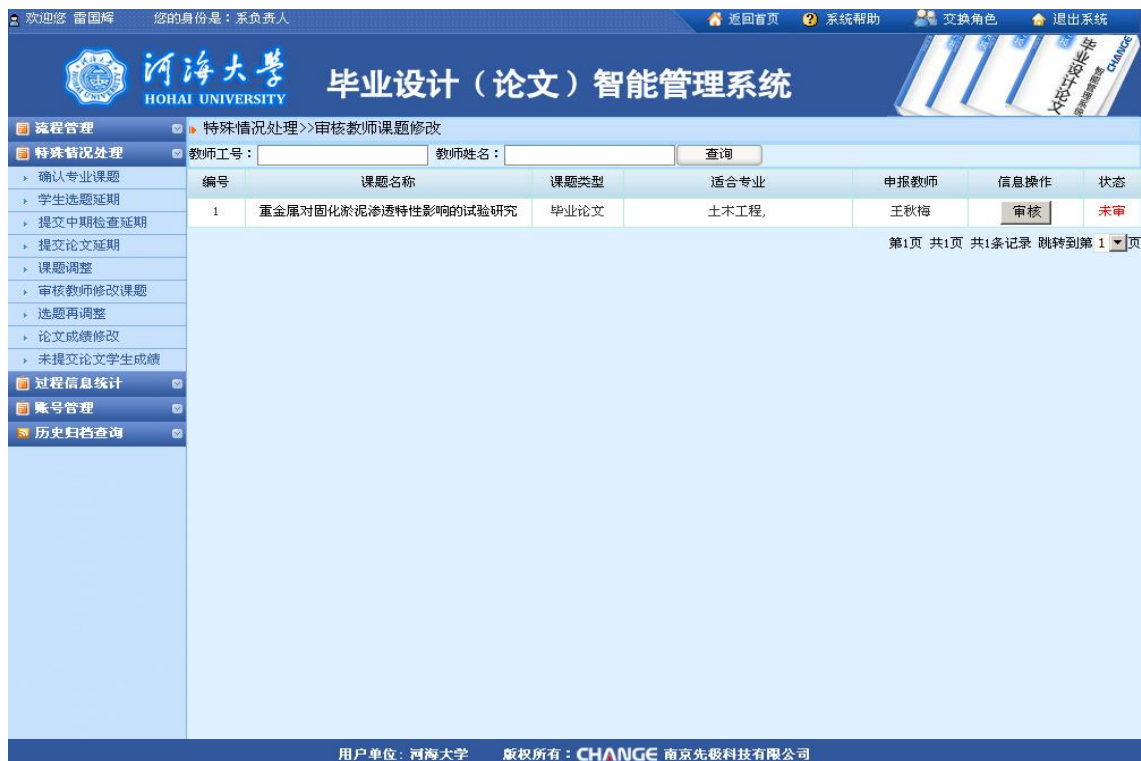 欢迎您 雷国辉 您的身份是：系负责人 返回首页 系统帮助 交换角色 退出系统
河海大学 HOHAI UNIVERSITY 毕业设计（论文）智能管理系统
毕业设计论文 智能管理系统 CHANGE
流程管理
特殊情况处理
确认专业课题
学生选题延期
提交中期检查延期
提交论文延期
课题调整
审核教师修改课题
选题再调整
论文成绩修改
未提交论文学生成绩
过程信息统计
账号管理
历史归档查询
特殊情况处理>>审核教师课题修改
教师工号： 教师姓名： 查询
编号 课题名称 课题类型 适合专业 申报教师 信息操作 状态
1 重金属对固化淤泥渗透特性影响的试验研究 毕业论文 土木工程, 王秋梅 审核 未审
第1页 共1页 共1条记录 跳转到第 1 页
用户单位: 河海大学 版权所有：CHANGE 南京先极科技有限公司